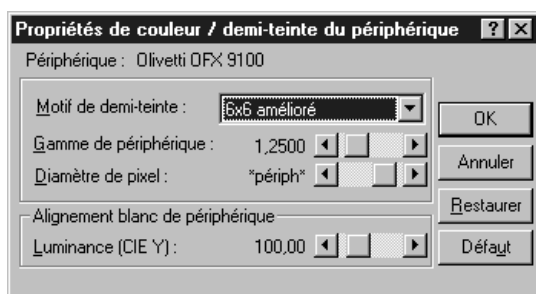 Propriétés de couleur / demi-teinte du périphérique
Périphérique : Olivetti OFX 9100
Motif de demi-teinte : 6x6 amélioré
Gamme de périphérique : 1,2500
Diamètre de pixel : *périph*
Alignement blanc de périphérique
Luminance (CIE Y) : 100,00
OK
Annuler
Restaurer
Défaut